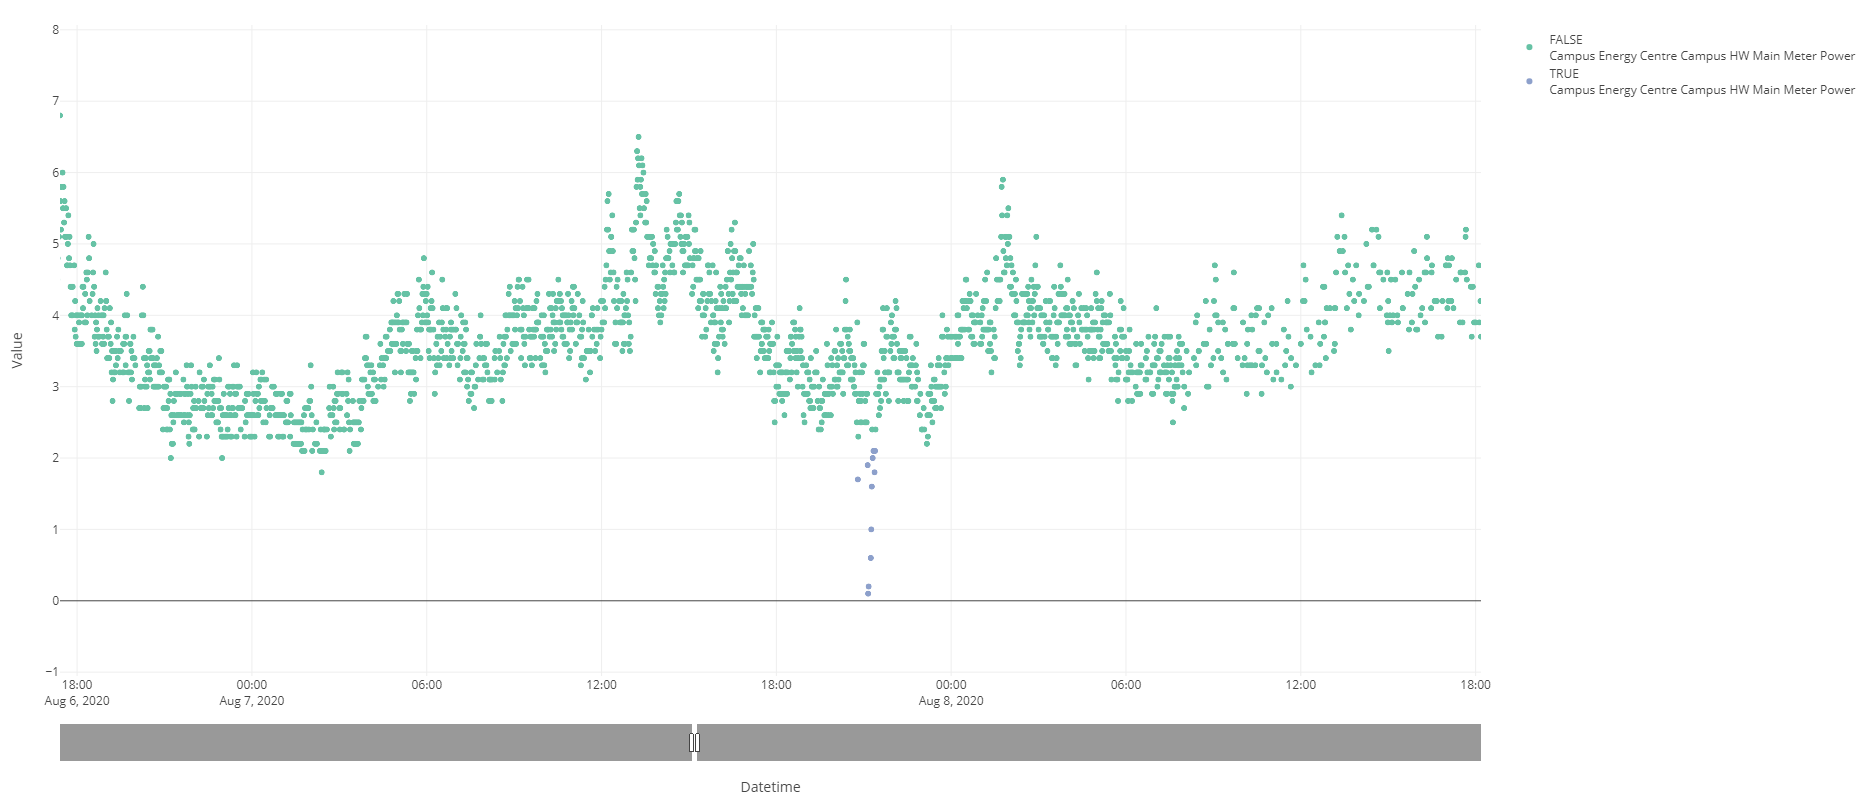 8
7
6
5
4
3
2
1
0
−1
Value
18:00
Aug 6, 2020
00:00
Aug 7, 2020
06:00
12:00
18:00
00:00
Aug 8, 2020
06:00
12:00
18:00
Datetime
FALSE
Campus Energy Centre Campus HW Main Meter Power
TRUE
Campus Energy Centre Campus HW Main Meter Power